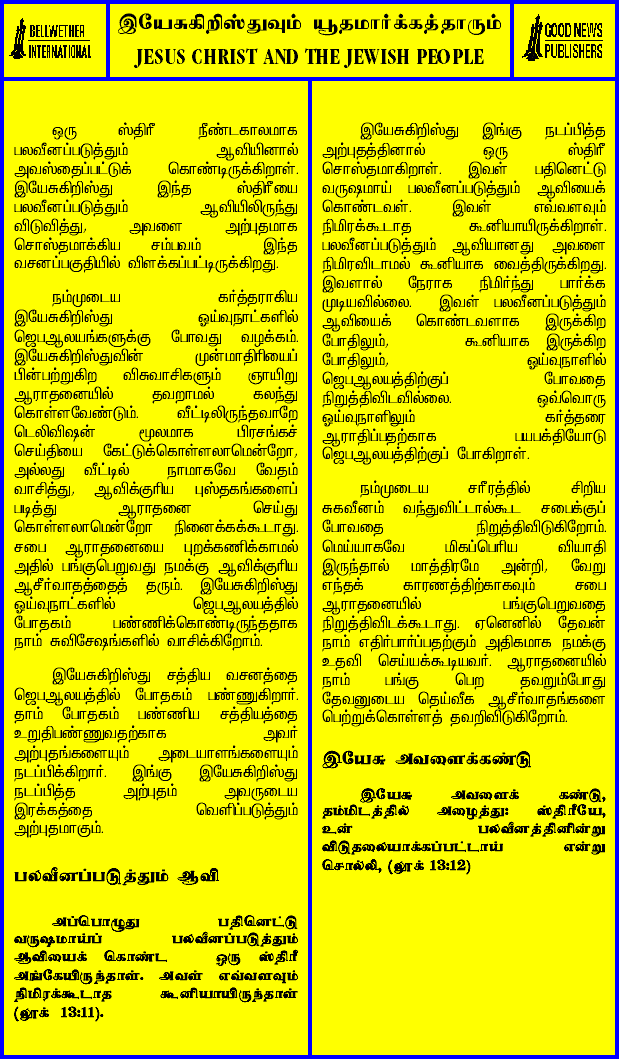 BELLWETHER
INTERNATIONAL
இயேசுகிறிஸ்துவும் யூதமார்க்கத்தாரும்
JESUS CHRIST AND THE JEWISH PEOPLE
GOOD NEWS
PUBLISHERS
ஒரு ஸ்திரீ நீண்டகாலமாக
பலவீனப்படுத்தும் ஆவியினால்
அவஸ்தைப்பட்டுக் கொண்டிருக்கிறாள்.
இயேசுகிறிஸ்து இந்த ஸ்திரீயை
பலவீனப்படுத்தும் ஆவியிலிருந்து
விடுவித்து, அவளை அற்புதமாக
சொஸ்தமாக்கிய சம்பவம் இந்த
வசனப்பகுதியில் விளக்கப்பட்டிருக்கிறது.
நம்முடைய கர்த்தராகிய
இயேசுகிறிஸ்து ஓய்வுநாட்களில்
ஜெபஆலயங்களுக்கு போவது வழக்கம்.
இயேசுகிறிஸ்துவின் முன்மாதிரியைப்
பின்பற்றுகிற விசுவாசிகளும் ஞாயிறு
ஆராதனையில் தவறாமல் கலந்து
கொள்ளவேண்டும். வீட்டிலிருந்தவாறே
டெலிவிஷன் மூலமாக பிரசங்கச்
செய்தியை கேட்டுக்கொள்ளலாமென்றோ,
அல்லது வீட்டில் நாமாகவே வேதம்
வாசித்து, ஆவிக்குரிய புஸ்தகங்களைப்
படித்து ஆராதனை செய்து
கொள்ளலாமென்றோ நினைக்கக்கூடாது.
சபை ஆராதனையை புறக்கணிக்காமல்
அதில் பங்குபெறுவது நமக்கு ஆவிக்குரிய
ஆசீர்வாதத்தைத் தரும். இயேசுகிறிஸ்து
ஓய்வுநாட்களில் ஜெபஆலயத்தில்
போதகம் பண்ணிக்கொண்டிருந்ததாக
நாம் சுவிசேஷங்களில் வாசிக்கிறோம்.
இயேசுகிறிஸ்து சத்திய வசனத்தை
ஜெபஆலயத்தில் போதகம் பண்ணுகிறார்.
தாம் போதகம் பண்ணிய சத்தியத்தை
உறுதிபண்ணுவதற்காக அவர்
அற்புதங்களையும் அடையாளங்களையும்
நடப்பிக்கிறார். இங்கு இயேசுகிறிஸ்து
நடப்பித்த அற்புதம் அவருடைய
இரக்கத்தை வெளிப்படுத்தும்
அற்புதமாகும்.
பலவீனப்படுத்தும் ஆவி
அப்பொழுது பதினெட்டு
வருஷமாய்ப் பலவீனப்படுத்தும்
ஆவியைக் கொண்ட ஒரு ஸ்திரீ
அங்கேயிருந்தாள். அவள் எவ்வளவும்
நிமிரக்கூடாத கூனியாயிருந்தாள்
(லூக் 13:11).
இயேசுகிறிஸ்து இங்கு நடப்பித்த
அற்புதத்தினால் ஒரு ஸ்திரீ
சொஸ்தமாகிறாள். இவள் பதினெட்டு
வருஷமாய் பலவீனப்படுத்தும் ஆவியைக்
கொண்டவள். இவள் எவ்வளவும்
நிமிரக்கூடாத கூனியாயிருக்கிறாள்.
பலவீனப்படுத்தும் ஆவியானது அவளை
நிமிரவிடாமல் கூனியாக வைத்திருக்கிறது.
இவளால் நேராக நிமிர்ந்து பார்க்க
முடியவில்லை. இவள் பலவீனப்படுத்தும்
ஆவியைக் கொண்டவளாக இருக்கிற
போதிலும், கூனியாக இருக்கிற
போதிலும், ஓய்வுநாளில்
ஜெபஆலயத்திற்குப் போவதை
நிறுத்திவிடவில்லை. ஒவ்வொரு
ஓய்வுநாளிலும் கர்த்தரை
ஆராதிப்பதற்காக பயபக்தியோடு
ஜெபஆலயத்திற்குப் போகிறாள்.
நம்முடைய சரீரத்தில் சிறிய
சுகவீனம் வந்துவிட்டால்கூட சபைக்குப்
போவதை நிறுத்திவிடுகிறோம்.
மெய்யாகவே மிகப்பெரிய வியாதி
இருந்தால் மாத்திரமே அன்றி, வேறு
எந்தக் காரணத்திற்காகவும் சபை
ஆராதனையில் பங்குபெறுவதை
நிறுத்திவிடக்கூடாது. ஏனெனில் தேவன்
நாம் எதிர்பார்ப்பதற்கும் அதிகமாக நமக்கு
உதவி செய்யக்கூடியவர். ஆராதனையில்
நாம் பங்கு பெற தவறும்போது
தேவனுடைய தெய்வீக ஆசீர்வாதங்களை
பெற்றுக்கொள்ளத் தவறிவிடுகிறோம்.
இயேசு அவளைக்கண்டு
இயேசு அவளைக் கண்டு,
தம்மிடத்தில் அழைத்து: ஸ்திரீயே,
உன் பலவீனத்தினின்று
விடுதலையாக்கப்பட்டாய் என்று
சொல்லி, (லூக் 13:12)